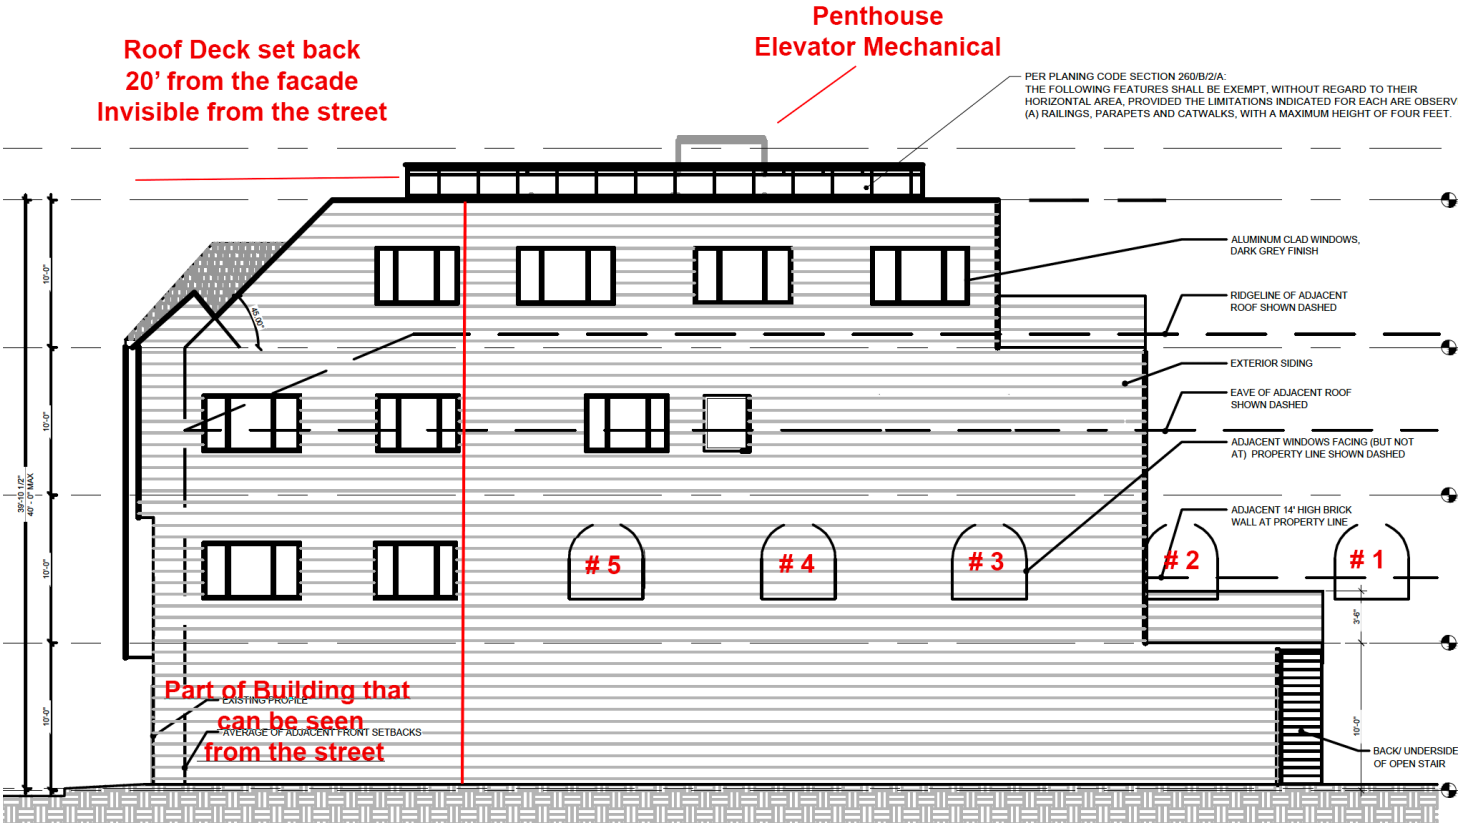 Penthouse
Elevator Mechanical
Roof Deck set back
20’ from the facade
Invisible from the street
PER PLANING CODE SECTION 260/B/2/A:
THE FOLLOWING FEATURES SHALL BE EXEMPT, WITHOUT REGARD TO THEIR
HORIZONTAL AREA, PROVIDED THE LIMITATIONS INDICATED FOR EACH ARE OBSERV
(A) RAILINGS, PARAPETS AND CATWALKS, WITH A MAXIMUM HEIGHT OF FOUR FEET.
ALUMINUM CLAD WINDOWS,
DARK GREY FINISH
10'-0"
45.00°
RIDGELINE OF ADJACENT
ROOF SHOWN DASHED
EXTERIOR SIDING
EAVE OF ADJACENT ROOF
SHOWN DASHED
10'-0"
ADJACENT WINDOWS FACING (BUT NOT
AT) PROPERTY LINE SHOWN DASHED
39'-10 1/2"
40' - 0" MAX
ADJACENT 14' HIGH BRICK
WALL AT PROPERTY LINE
10'-0"
# 5
# 4
# 3
# 2
# 1
3'-6"
Part of Building that
can be seen
from the street
EXISTING PROFILE
AVERAGE OF ADJACENT FRONT SETBACKS
10'-0"
10'-0"
BACK/ UNDERSIDE
OF OPEN STAIR